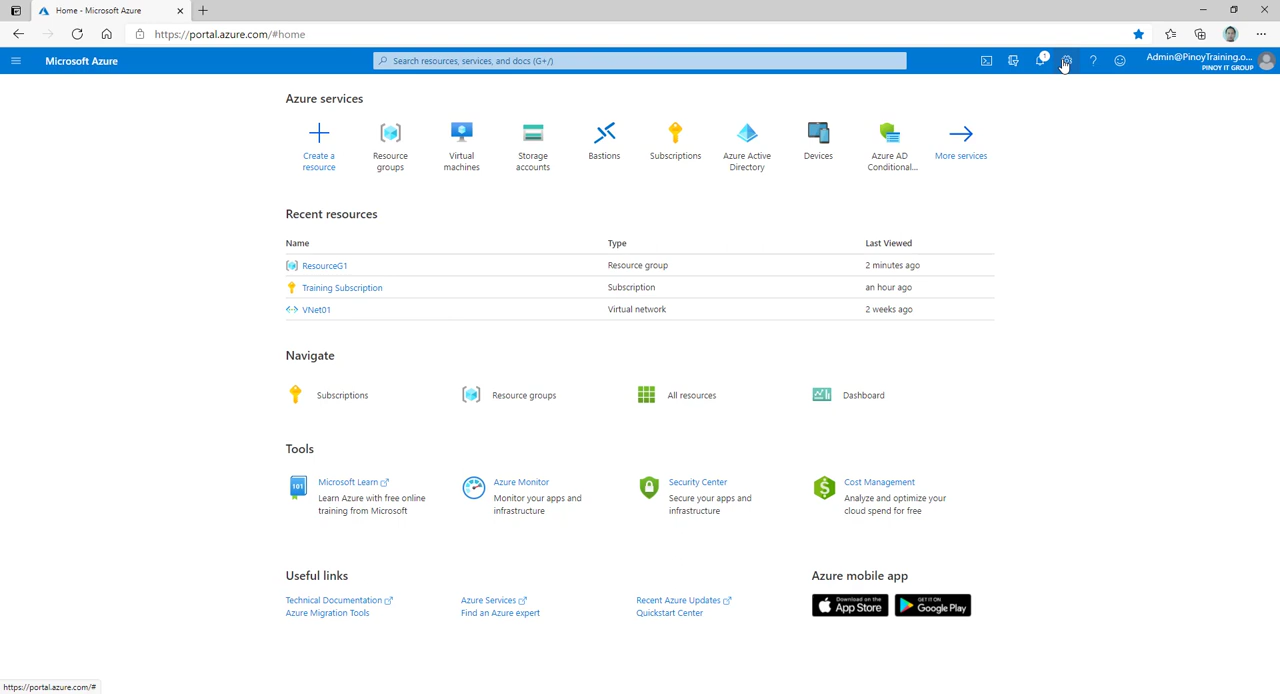 Home - Microsoft Azure
https://portal.azure.com/#home
Microsoft Azure
Search resources, services, and docs (G+/)
1
Admin@PinoyTraining.o...
PINOY IT GROUP
Azure services
Create a resource
Resource groups
Virtual machines
Storage accounts
Bastions
Subscriptions
Azure Active Directory
Devices
Azure AD Conditional...
More services
Recent resources
Name Type Last Viewed
ResourceG1 Resource group 2 minutes ago
Training Subscription Subscription an hour ago
VNet01 Virtual network 2 weeks ago
Navigate
Subscriptions Resource groups All resources Dashboard
Tools
101
Microsoft Learn
Learn Azure with free online
training from Microsoft
Azure Monitor
Monitor your apps and
infrastructure
Security Center
Secure your apps and
infrastructure
$
Cost Management
Analyze and optimize your
cloud spend for free
Useful links
Technical Documentation Azure Services Recent Azure Updates
Azure Migration Tools Find an Azure expert Quickstart Center
Azure mobile app
Download on the
App Store
GET IT ON
Google Play
https://portal.azure.com/#